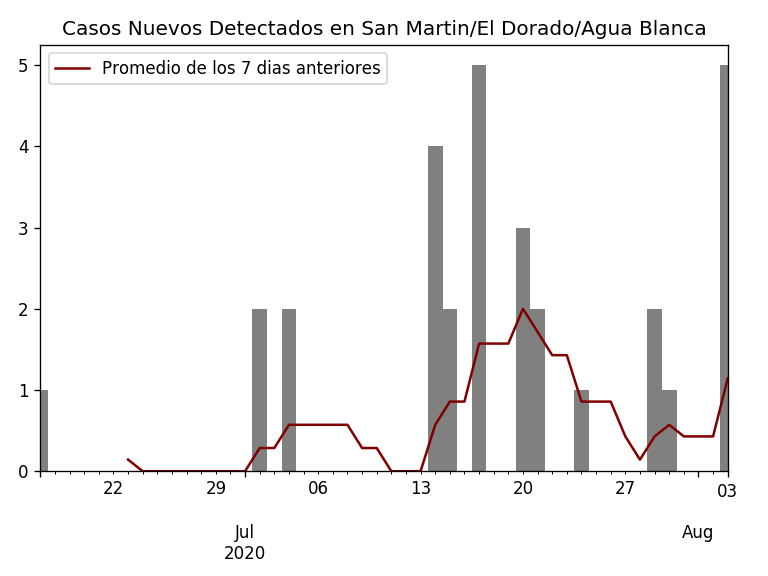 Casos Nuevos Detectados en San Martin/El Dorado/Agua Blanca
Promedio de los 7 dias anteriores
5
4
3
2
1
0
22 29 06 13 20 27 03
Jul Aug
2020